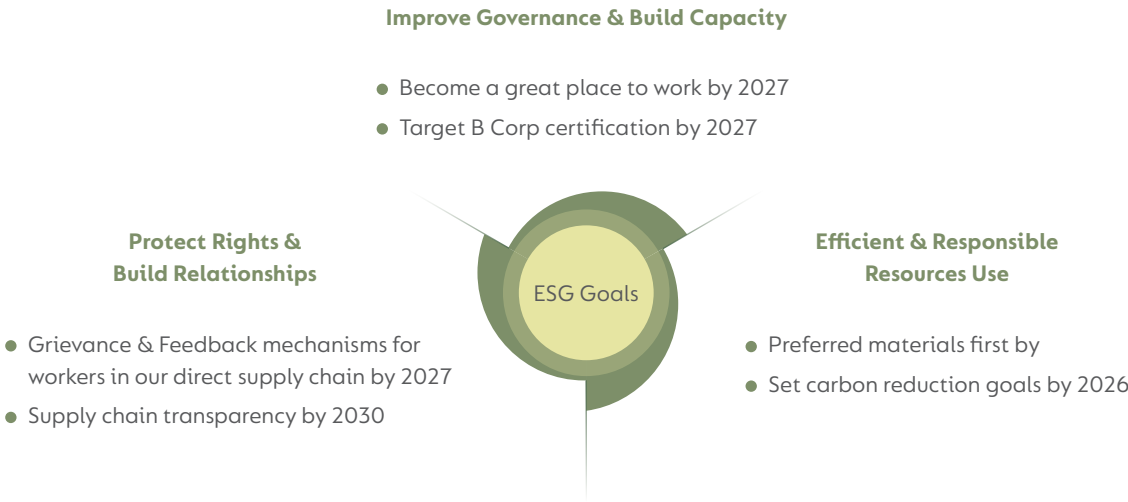 Improve Governance & Build Capacity
• Become a great place to work by 2027
• Target B Corp certification by 2027
Protect Rights &
Build Relationships
• Grievance & Feedback mechanisms for
workers in our direct supply chain by 2027
• Supply chain transparency by 2030
ESG Goals
Efficient & Responsible
Resources Use
• Preferred materials first by
• Set carbon reduction goals by 2026